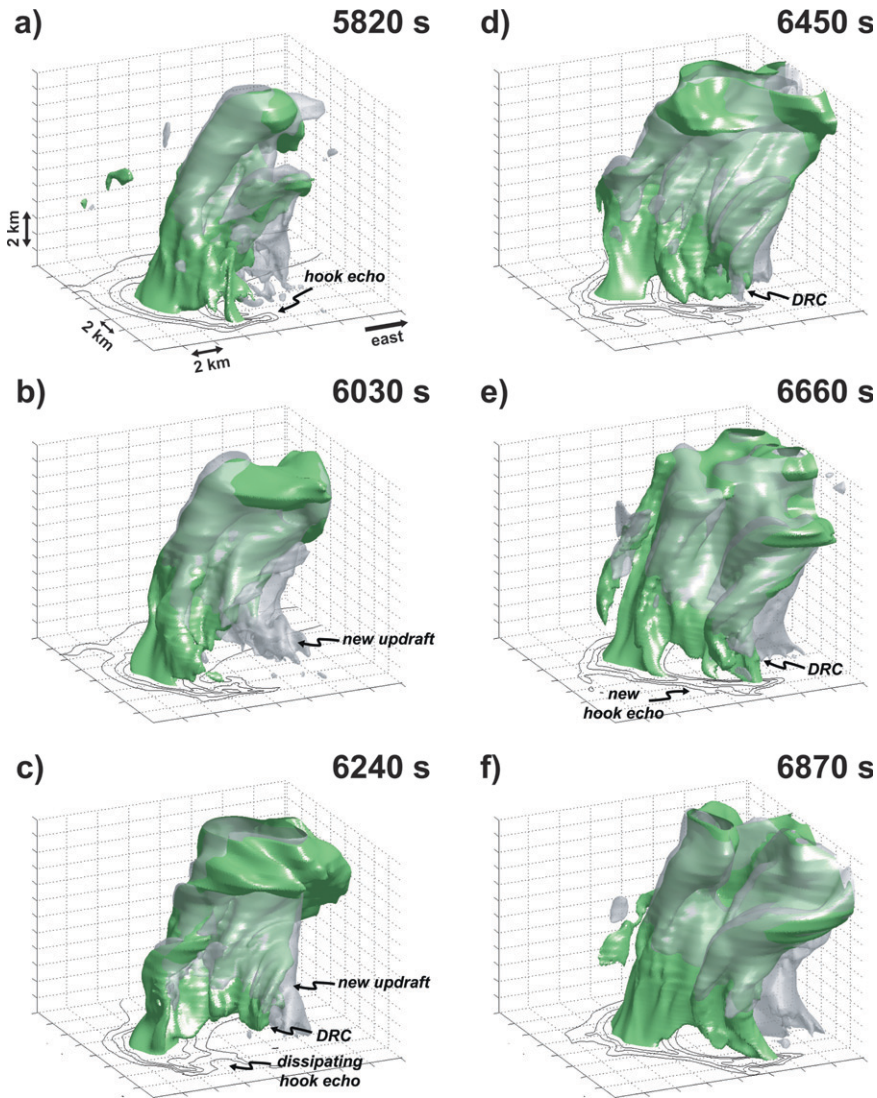 a)
5820 s
2 km
hook echo
2 km
2 km
east
b)
6030 s
new updraft
c)
6240 s
new updraft
DRC
dissipating
hook echo
d)
6450 s
DRC
e)
6660 s
DRC
new
hook echo
f)
6870 s